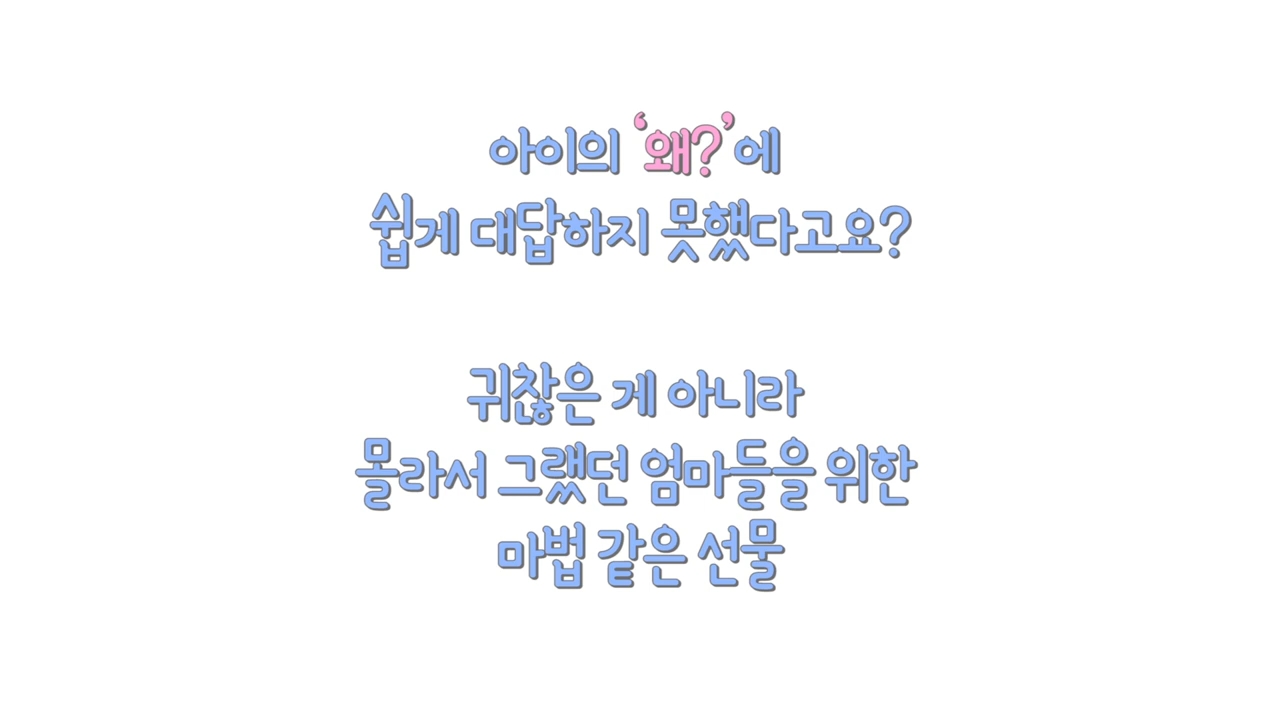 아이의 ‘왜?’에
쉽게 대답하지 못했다고요?
귀찮은 게 아니라
몰라서 그랬던 엄마들을 위한
마법 같은 선물